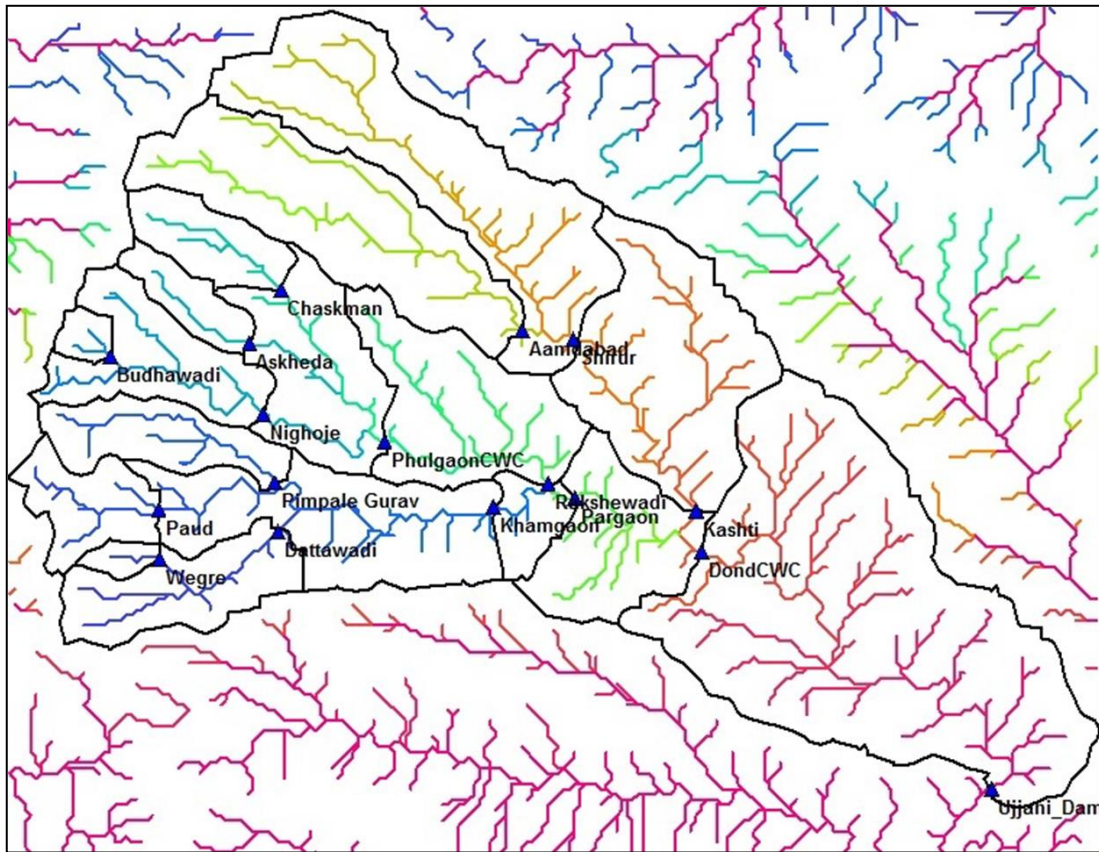 Chaskman
Aamdabad
Shirur
Askheda
Budhawadi
Nighoje
PhulgaonCWC
Pimpale Gurav
Rakshewadi
Khamgaon
Pargaon
Paud
Kashti
Dattawadi
DondCWC
Wegre
Ujjani_Dam